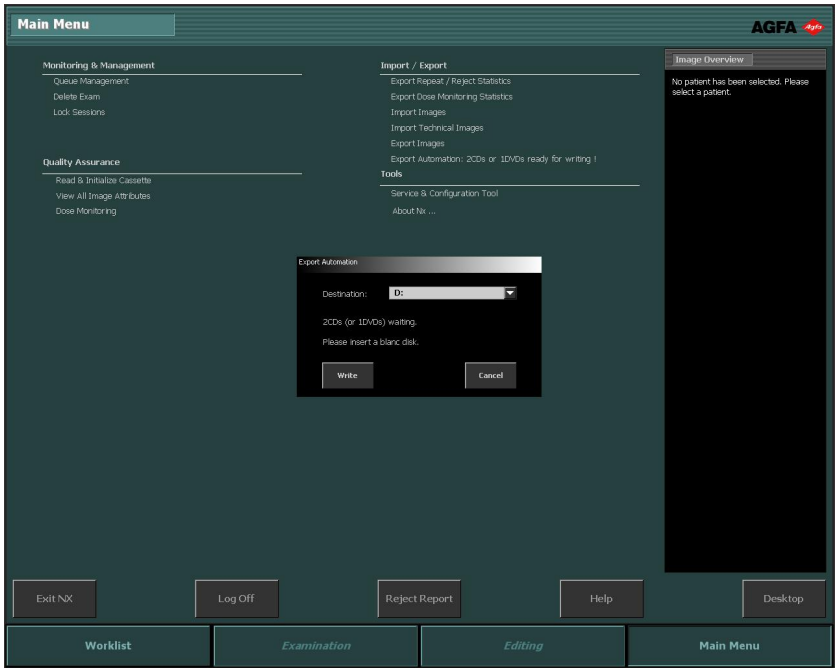 Main Menu
AGFA
Monitoring & Management
Queue Management
Delete Exam
Lock Sessions
Quality Assurance
Read & Initialize Cassette
View All Image Attributes
Dose Monitoring
Import / Export
Export Repeat / Reject Statistics
Export Dose Monitoring Statistics
Import Images
Import Technical Images
Export Images
Export Automation: 2CDs or 1DVDs ready for writing !
Tools
Service & Configuration Tool
About Nx ...
Image Overview
No patient has been selected. Please
select a patient.
Export Automation
Destination: D:
2CDs (or 1DVDs) waiting.
Please insert a blanc disk.
Write Cancel
Exit NX Log Off Reject Report Help Desktop
Worklist Examination Editing Main Menu